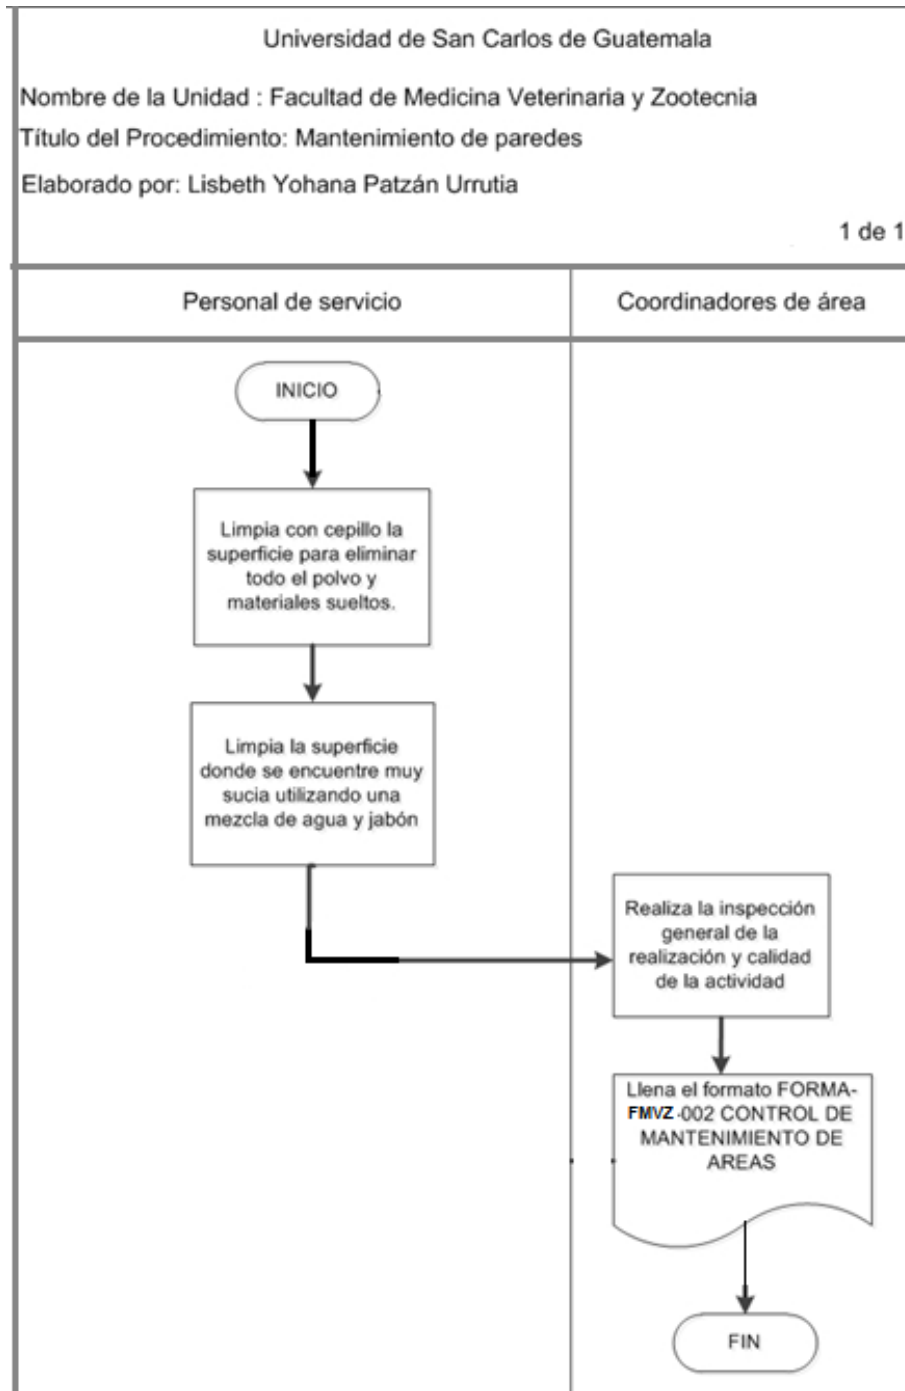 Universidad de San Carlos de Guatemala
Nombre de la Unidad : Facultad de Medicina Veterinaria y Zootecnia
Título del Procedimiento: Mantenimiento de paredes
Elaborado por: Lisbeth Yohana Patzán Urrutia
1 de 1
Personal de servicio
Coordinadores de área
INICIO
Limpia con cepillo la
superficie para eliminar
todo el polvo y
materiales sueltos.
Limpia la superficie
donde se encuentre muy
sucia utilizando una
mezcla de agua y jabón
Realiza la inspección
general de la
realización y calidad
de la actividad
Llena el formato FORMA-
FMVZ-002 CONTROL DE
MANTENIMIENTO DE
AREAS
FIN